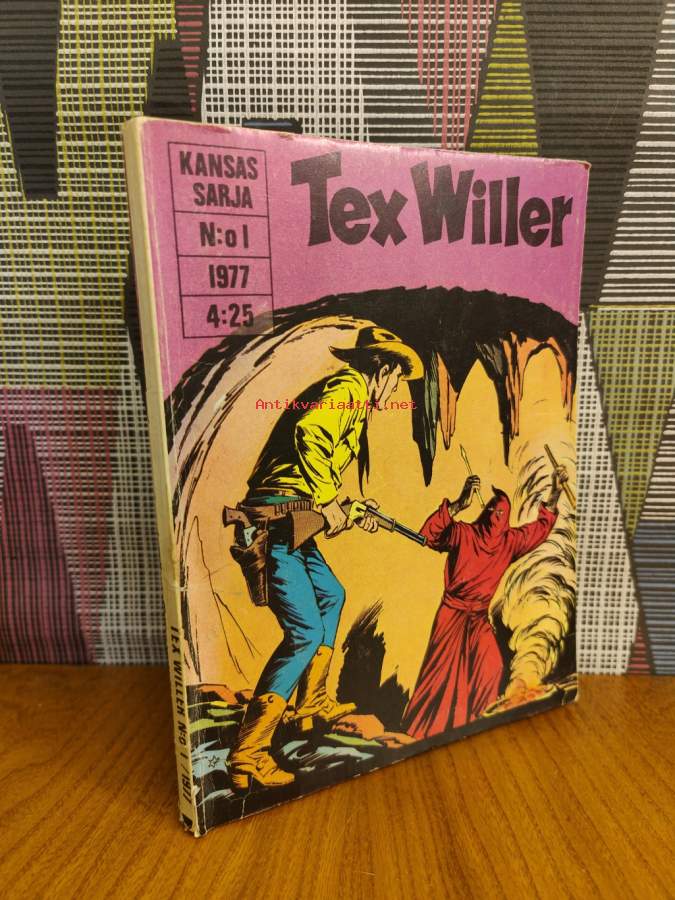 KANSAS
SARJA
N:o 1
1977
4:25
Tex Willer
Antikvariaatti.net
TEX WILLER N:o 1 1977